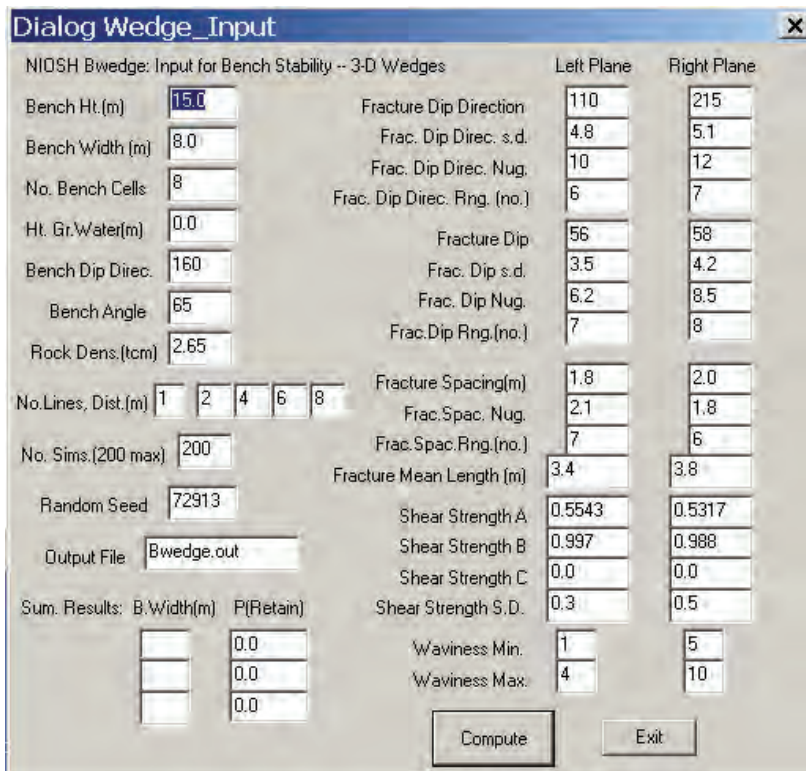 Dialog Wedge_Input
NIOSH Bwedge: Input for Bench Stability -- 3-D Wedges
Bench Ht.(m) 15.0
Bench Width (m) 8.0
No. Bench Cells 8
Ht. Gr.Water(m) 0.0
Bench Dip Direc. 160
Bench Angle 65
Rock Dens.(tcm) 2.65
No.Lines, Dist.(m) 1 2 4 6 8
No. Sims.(200 max) 200
Random Seed 72913
Output File Bwedge.out
Sum. Results: B.Width(m) P(Retain)
0.0
0.0
0.0
Left Plane Right Plane
Fracture Dip Direction 110 215
Frac. Dip Direc. s.d. 4.8 5.1
Frac. Dip Direc. Nug. 10 12
Frac. Dip Direc. Rng. (no.) 6 7
Fracture Dip 56 58
Frac. Dip s.d. 3.5 4.2
Frac. Dip Nug. 6.2 8.5
Frac.Dip Rng.(no.) 7 8
Fracture Spacing(m) 1.8 2.0
Frac.Spac. Nug. 2.1 1.8
Frac.Spac.Rng.(no.) 7 6
Fracture Mean Length (m) 3.4 3.8
Shear Strength A 0.5543 0.5317
Shear Strength B 0.997 0.988
Shear Strength C 0.0 0.0
Shear Strength S.D. 0.3 0.5
Waviness Min. 1 5
Waviness Max. 4 10
Compute Exit